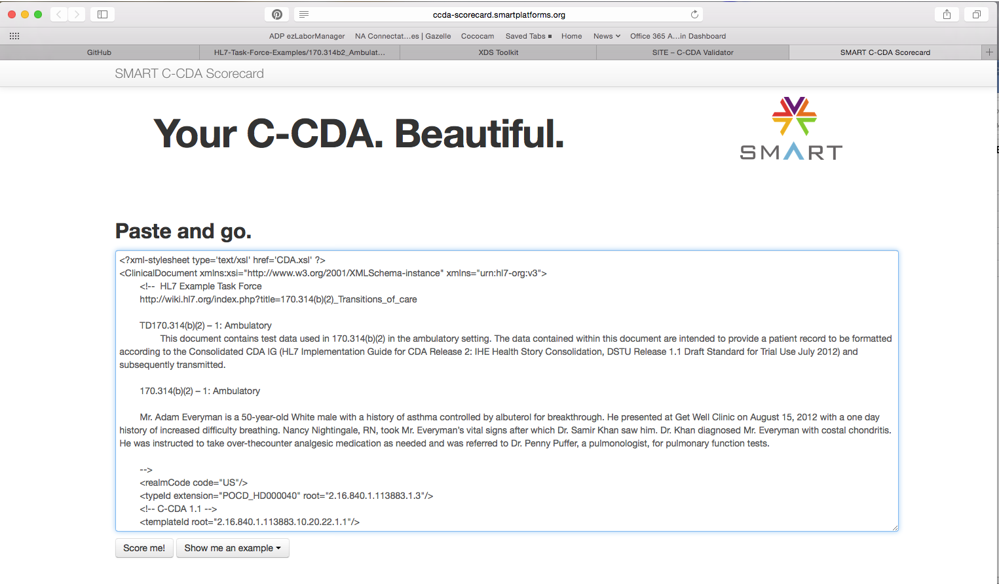 ccda-scorecard.smartplatforms.org
ADP ezLaborManager NA Connectat...es | Gazelle Cococam Saved Tabs Home News Office 365 A...in Dashboard
GitHub HL7-Task-Force-Examples/170.314b2_Ambulat... XDS Toolkit SITE – C-CDA Validator SMART C-CDA Scorecard
SMART C-CDA Scorecard
Your C-CDA. Beautiful.
SMART
Paste and go.
<?xml-stylesheet type='text/xsl' href='CDA.xsl' ?>
<ClinicalDocument xmlns:xsi="http://www.w3.org/2001/XMLSchema-instance" xmlns="urn:hl7-org:v3">
<!-- HL7 Example Task Force
http://wiki.hl7.org/index.php?title=170.314(b)(2)_Transitions_of_care
TD170.314(b)(2) – 1: Ambulatory
This document contains test data used in 170.314(b)(2) in the ambulatory setting. The data contained within this document are intended to provide a patient record to be formatted
according to the Consolidated CDA IG (HL7 Implementation Guide for CDA Release 2: IHE Health Story Consolidation, DSTU Release 1.1 Draft Standard for Trial Use July 2012) and
subsequently transmitted.
170.314(b)(2) – 1: Ambulatory
Mr. Adam Everyman is a 50-year-old White male with a history of asthma controlled by albuterol for breakthrough. He presented at Get Well Clinic on August 15, 2012 with a one day
history of increased difficulty breathing. Nancy Nightingale, RN, took Mr. Everyman's vital signs after which Dr. Samir Khan saw him. Dr. Khan diagnosed Mr. Everyman with costal chondritis.
He was instructed to take over-thecounter analgesic medication as needed and was referred to Dr. Penny Puffer, a pulmonologist, for pulmonary function tests.
-->
<realmCode code="US"/>
<typeId extension="POCD_HD000040" root="2.16.840.1.113883.1.3"/>
<!-- C-CDA 1.1 -->
<templateId root="2.16.840.1.113883.10.20.22.1.1"/>
Score me! Show me an example